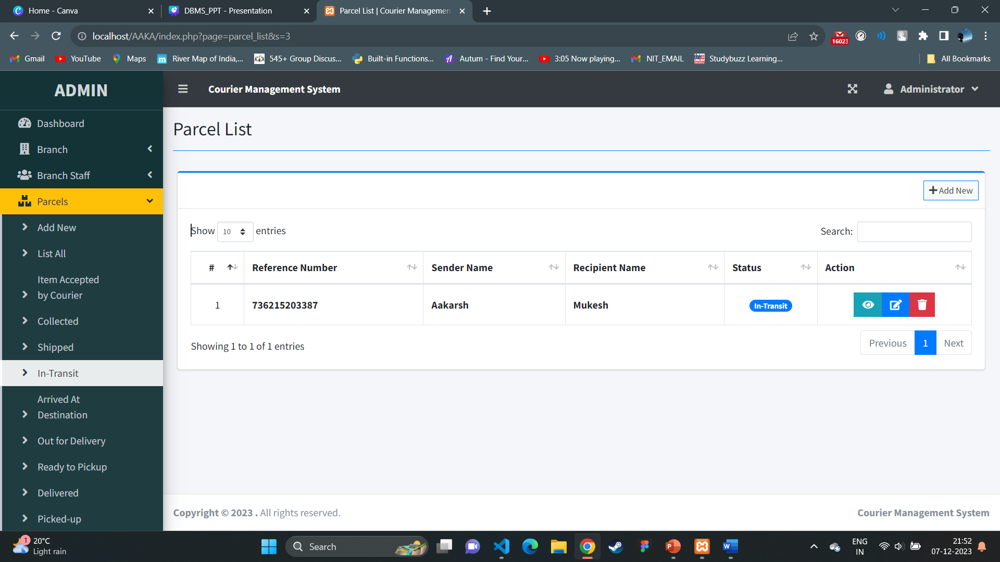 Home - Canva
DBMS_PPT - Presentation
Parcel List | Courier Managemen
localhost/AAKA/index.php?page=parcel_list&s=3
16023
Gmail
YouTube
Maps
River Map of India,...
545+ Group Discus...
Built-in Functions...
Autum - Find Your...
3:05 Now playing...
NIT_EMAIL
Studybuzz Learning...
All Bookmarks
ADMIN
Courier Management System
Administrator
Dashboard
Branch
Branch Staff
Parcels
Add New
List All
Item Accepted
by Courier
Collected
Shipped
In-Transit
Arrived At
Destination
Out for Delivery
Ready to Pickup
Delivered
Picked-up
Parcel List
Add New
Show 10 entries
Search:
# Reference Number Sender Name Recipient Name Status Action
1 736215203387 Aakarsh Mukesh In-Transit
Showing 1 to 1 of 1 entries
Previous 1 Next
Copyright © 2023 . All rights reserved.
Courier Management System
1
20°C
Light rain
Search
ENG
IN
21:52
07-12-2023